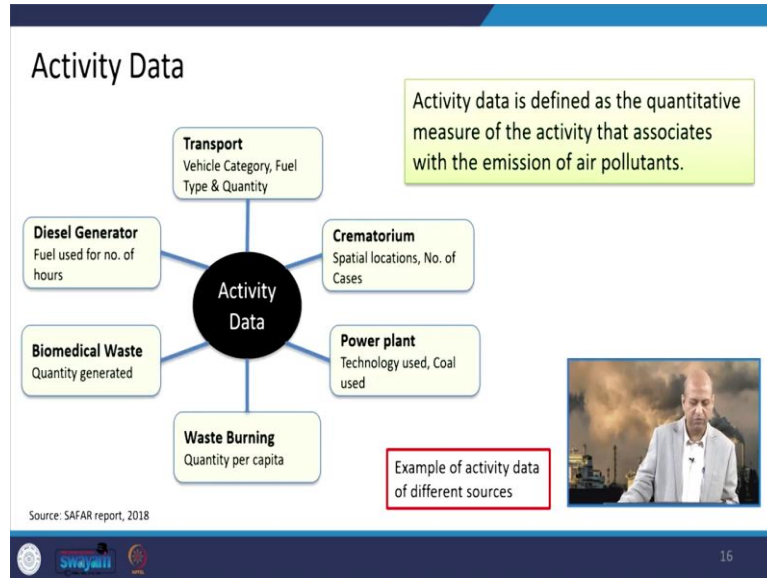 Activity Data
Activity data is defined as the quantitative
measure of the activity that associates
with the emission of air pollutants.
Transport
Vehicle Category, Fuel
Type & Quantity
Diesel Generator
Fuel used for no. of
hours
Crematorium
Spatial locations, No. of
Cases
Activity
Data
Biomedical Waste
Quantity generated
Power plant
Technology used, Coal
used
Waste Burning
Quantity per capita
Example of activity data
of different sources
Source: SAFAR report, 2018
swayam
16